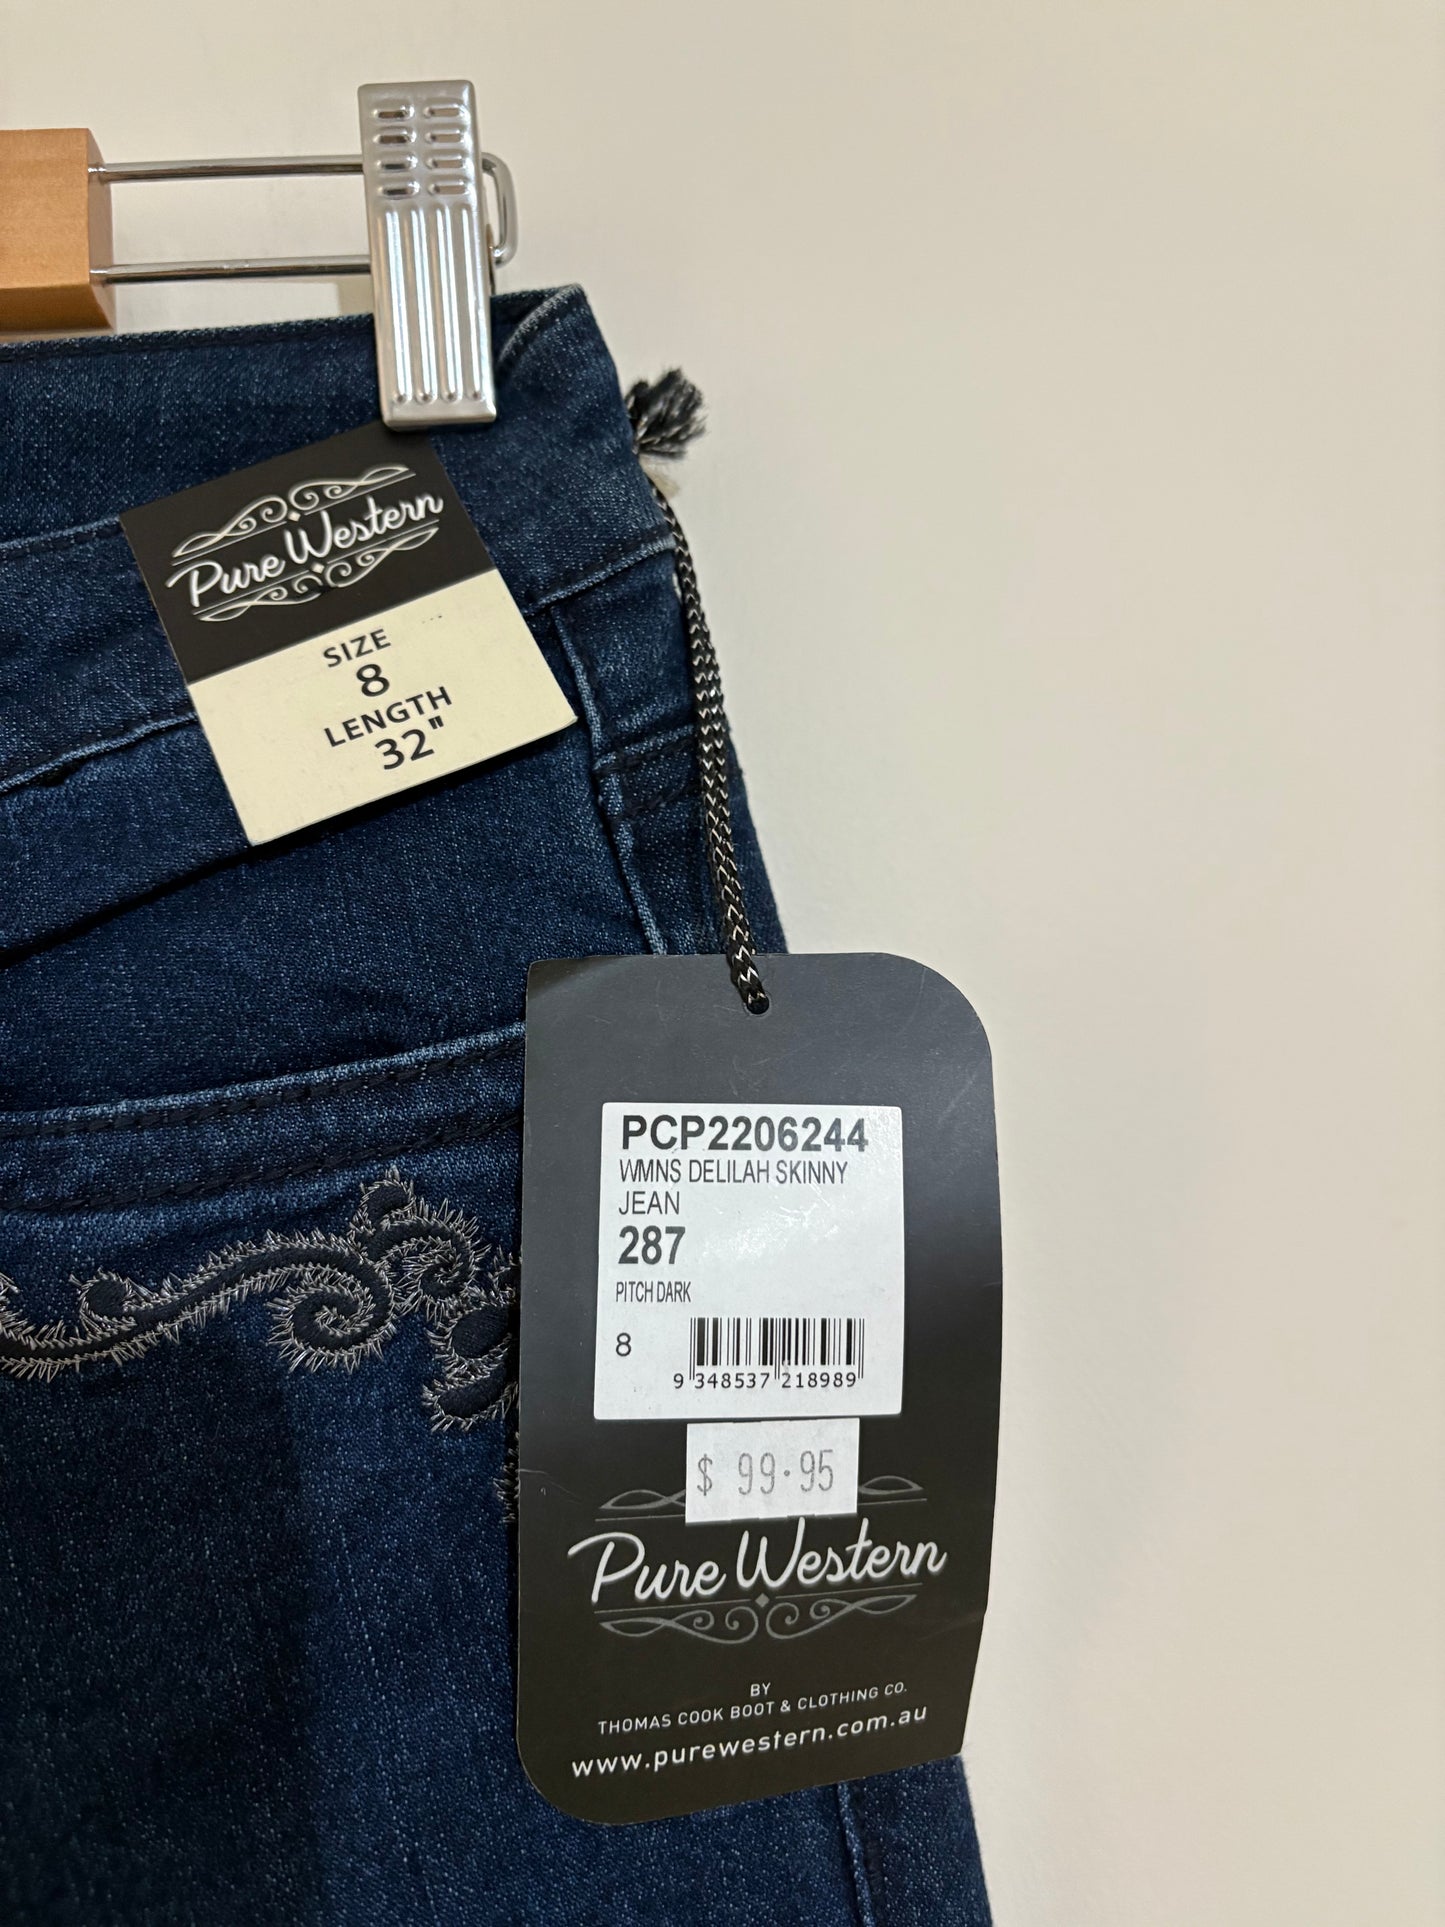 Pure Western
SIZE
8
LENGTH
32"
PCP2206244
WMNS DELILAH SKINNY
JEAN
287
PITCH DARK
8
9 348537 218989
$ 99.95
Pure Western
BY
THOMAS COOK BOOT & CLOTHING CO.
www.purewestern.com.au